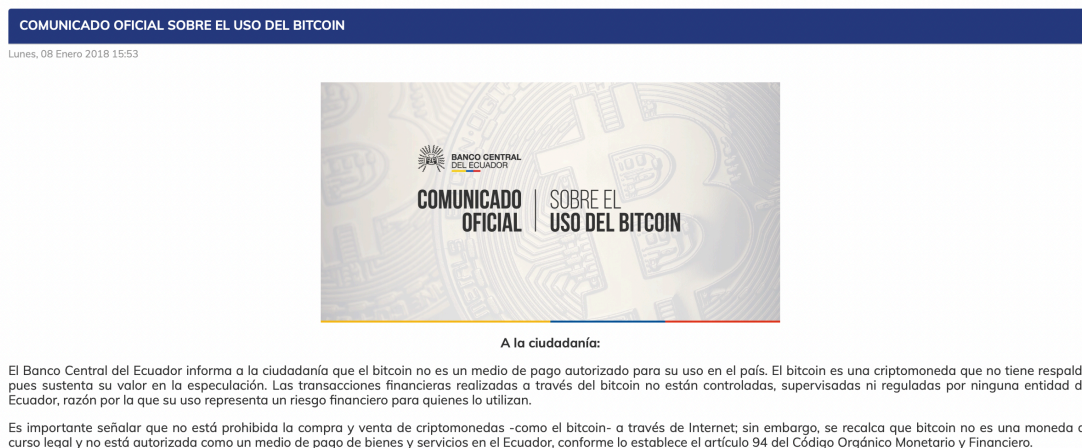 COMUNICADO OFICIAL SOBRE EL USO DEL BITCOIN
Lunes, 08 Enero 2018 15:53
BANCO CENTRAL
DEL ECUADOR
COMUNICADO
OFICIAL
SOBRE EL
USO DEL BITCOIN
A la ciudadanía:
El Banco Central del Ecuador informa a la ciudadanía que el bitcoin no es un medio de pago autorizado para su uso en el país. El bitcoin es una criptomoneda que no tiene
pues sustenta su valor en la especulación. Las transacciones financieras realizadas a través del bitcoin no están controladas, supervisadas ni reguladas por ninguna entidad
Ecuador, razón por la que su uso representa un riesgo financiero para quienes lo utilizan.
Es importante señalar que no está prohibida la compra y venta de criptomonedas -como el bitcoin- a través de Internet; sin embargo, se recalca que bitcoin no es una moneda
curso legal y no está autorizada como un medio de pago de bienes y servicios en el Ecuador, conforme lo establece el artículo 94 del Código Orgánico Monetario y Financiero.